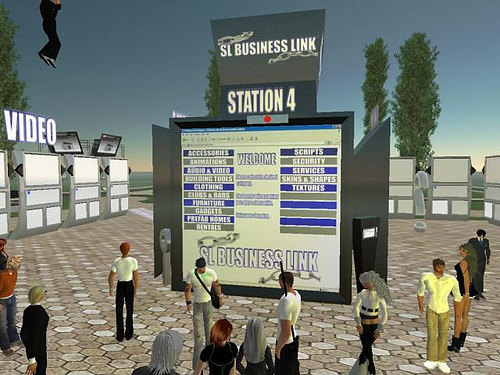 SL BUSINESS LINK
STATION 4
VIDEO
WELCOME
ACCESSORIES
ANIMATIONS
AUDIO & VIDEO
BUILDING TOOLS
CLOTHING
CLUBS & BARS
FURNITURE
GADGETS
PREFAB HOMES
RENTALS
SCRIPTS
SECURITY
SERVICES
SKINS & SHAPES
TEXTURES
SL BUSINESS LINK